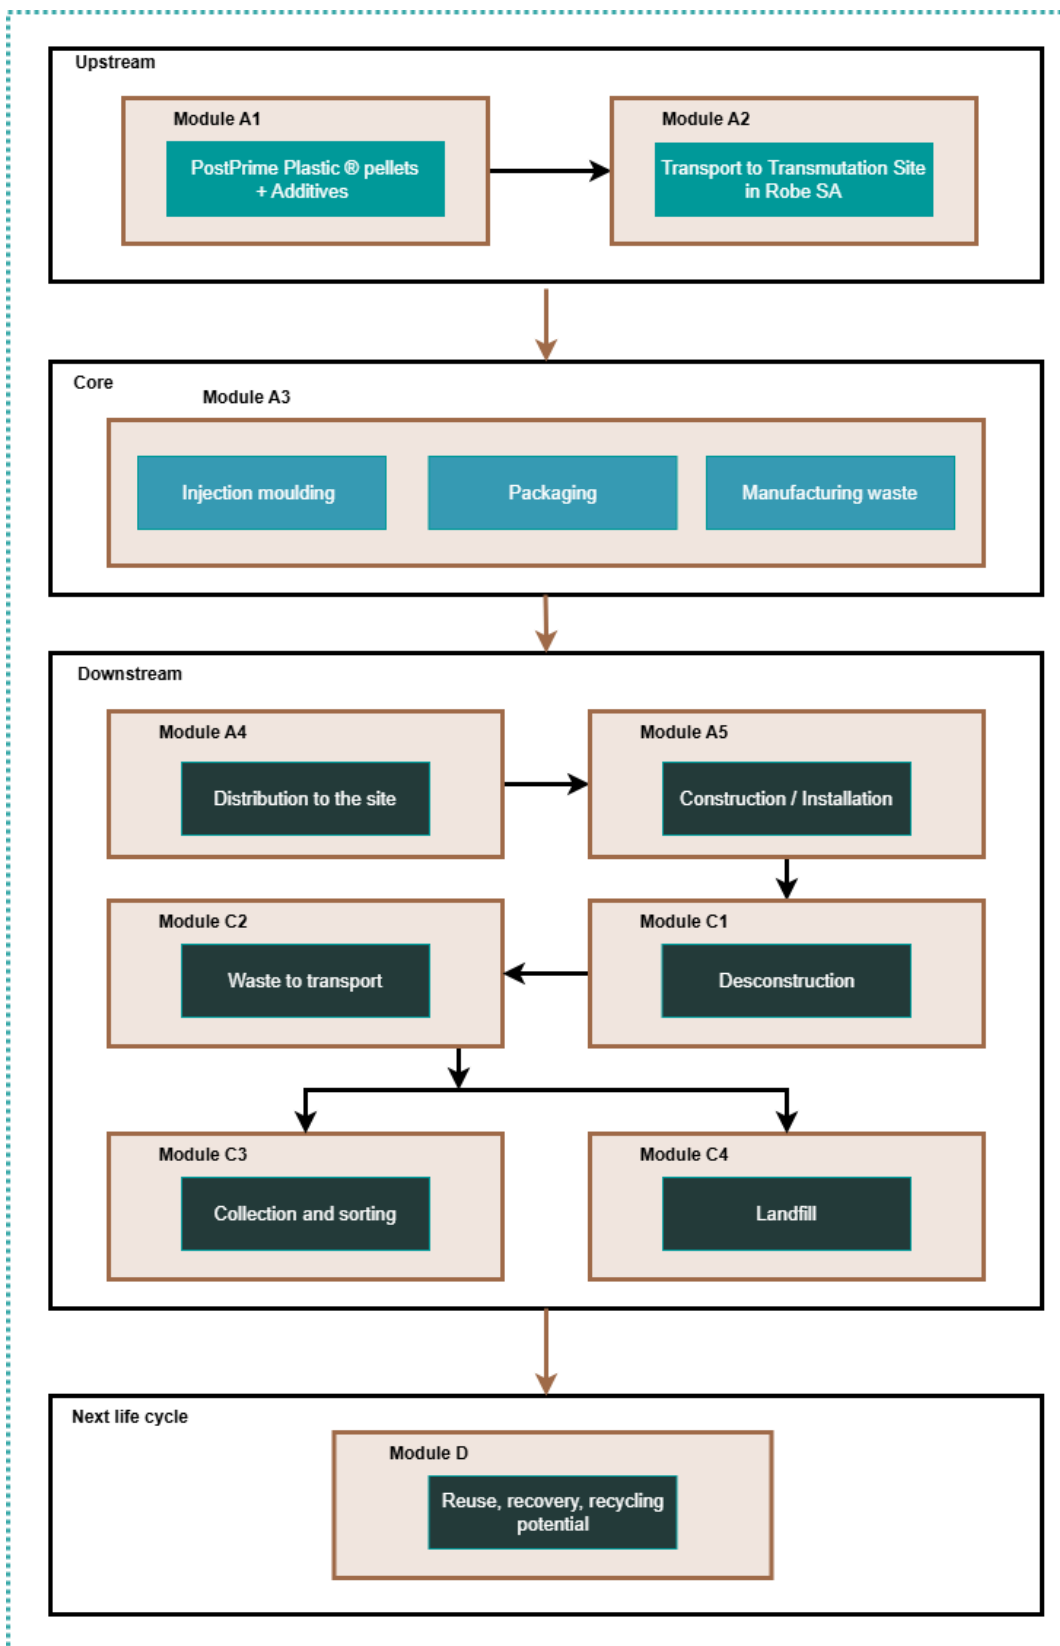 Upstream
Module A1
PostPrime Plastic ® pellets
+ Additives
Module A2
Transport to Transmutation Site
in Robe SA
Core
Module A3
Injection moulding
Packaging
Manufacturing waste
Downstream
Module A4
Distribution to the site
Module A5
Construction / Installation
Module C2
Waste to transport
Module C1
Desconstruction
Module C3
Collection and sorting
Module C4
Landfill
Next life cycle
Module D
Reuse, recovery, recycling
potential